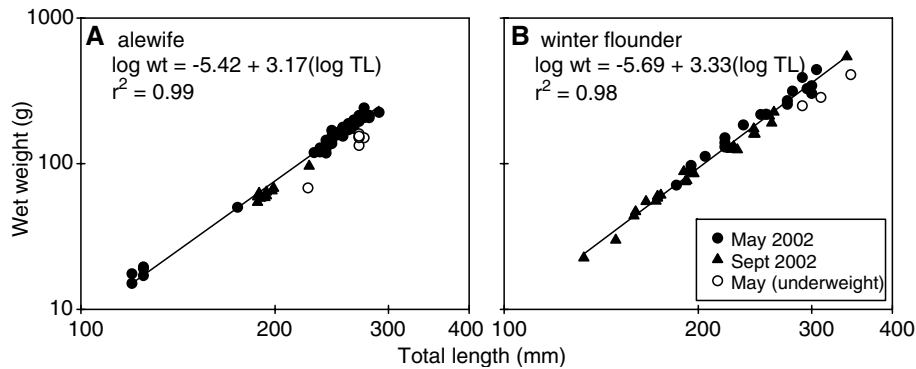 1000
100
10
Wet weight (g)
A alewife
log wt = -5.42 + 3.17(log TL)
r² = 0.99
100 200 300 400
B winter flounder
log wt = -5.69 + 3.33(log TL)
r² = 0.98
May 2002
Sept 2002
May (underweight)
100 200 300 400
Total length (mm)